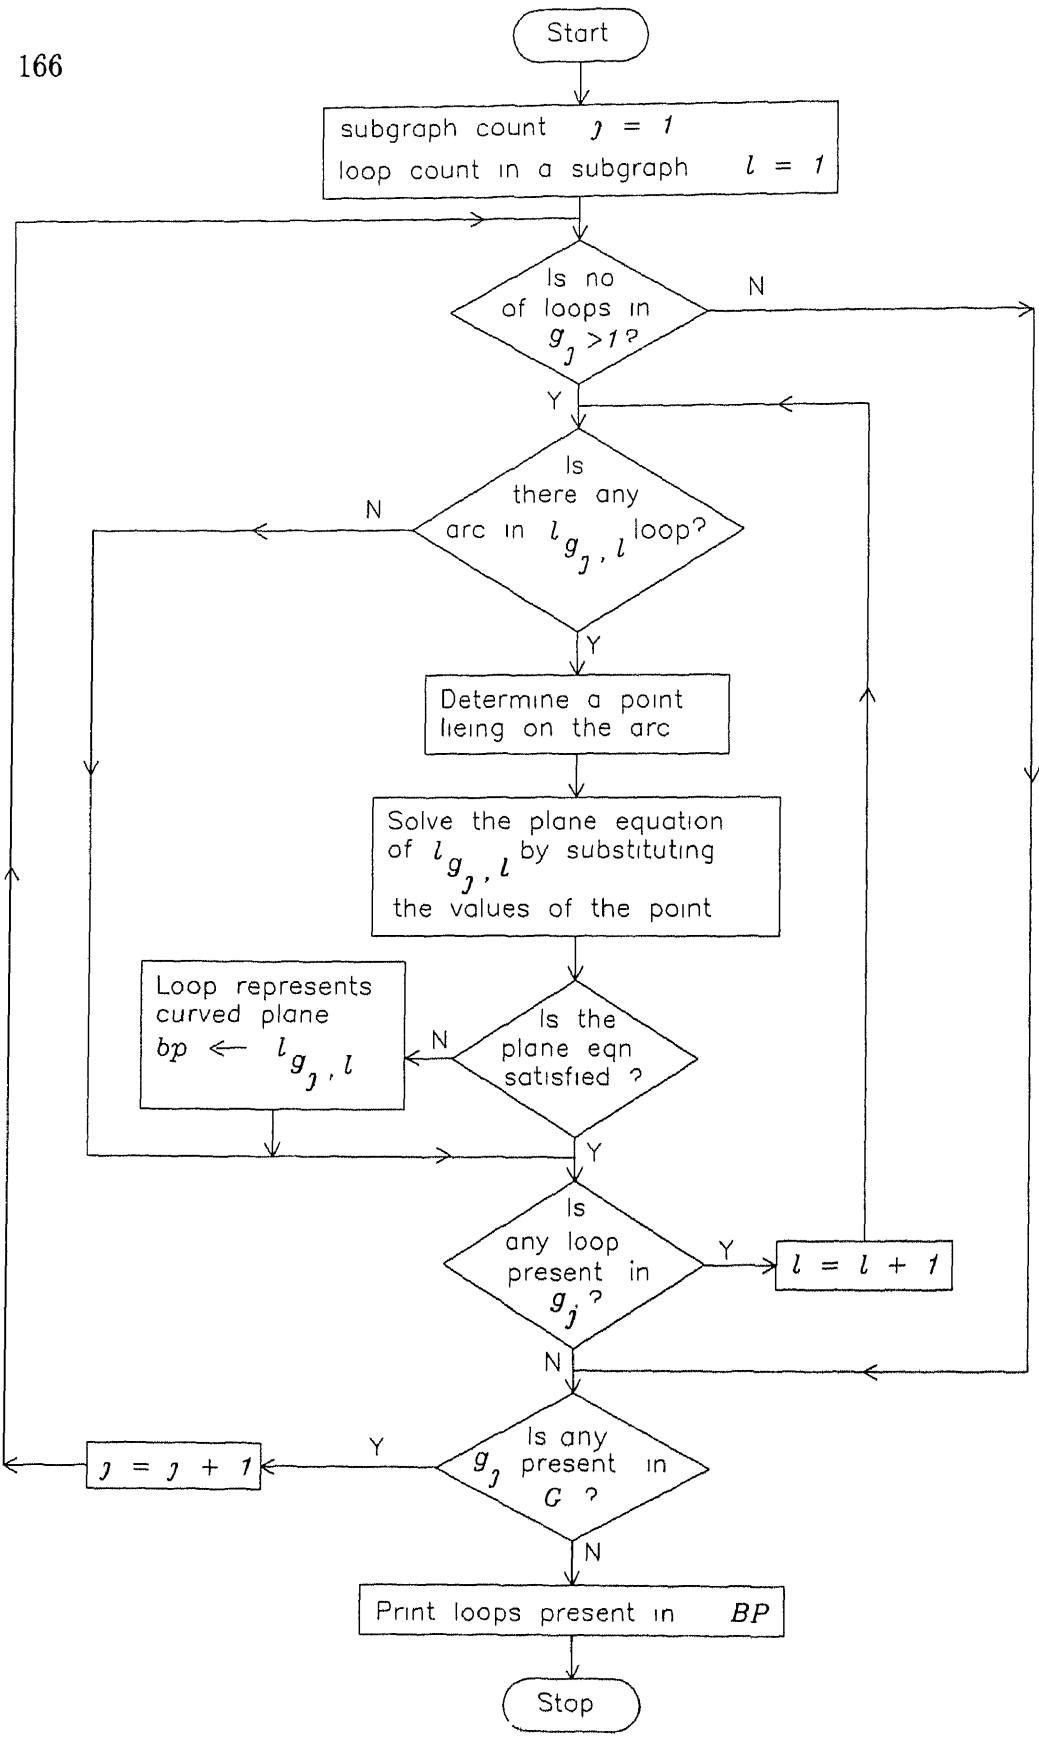 166
Start
subgraph count j = 1
loop count in a subgraph l = 1
Is no
of loops in
g_j >1?
N
Y
Is
there any
arc in l_{g_j, l} loop?
N
Y
Determine a point
lieing on the arc
Solve the plane equation
of l_{g_j, l} by substituting
the values of the point
Loop represents
curved plane
bp ← l_{g_j, l}
N
Is the
plane eqn
satisfied ?
Y
Is
any loop
present in
g_j ?
Y
l = l + 1
N
Is any
g_j present in
G ?
Y
j = j + 1
N
Print loops present in BP
Stop